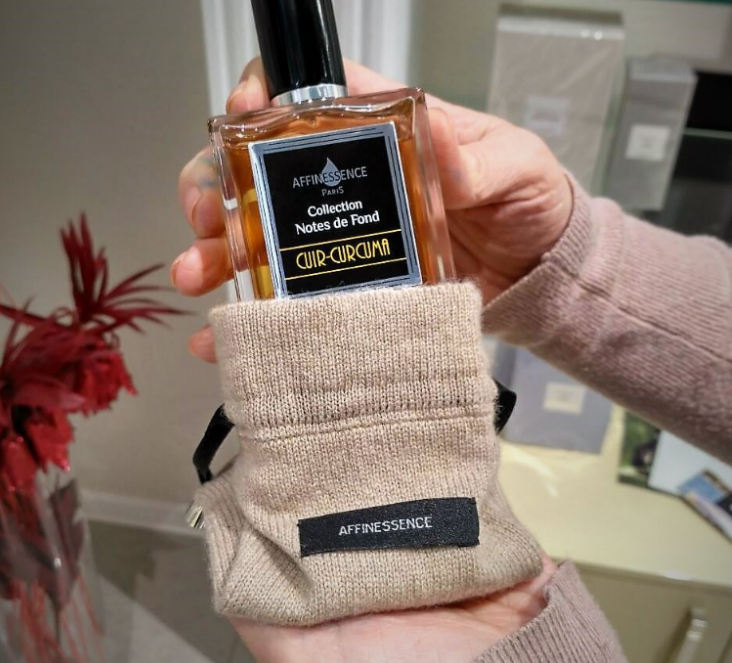 AFFINESSENCE
PARIS
Collection
Notes de Fond
CUIR-CURCUMA
AFFINESSENCE